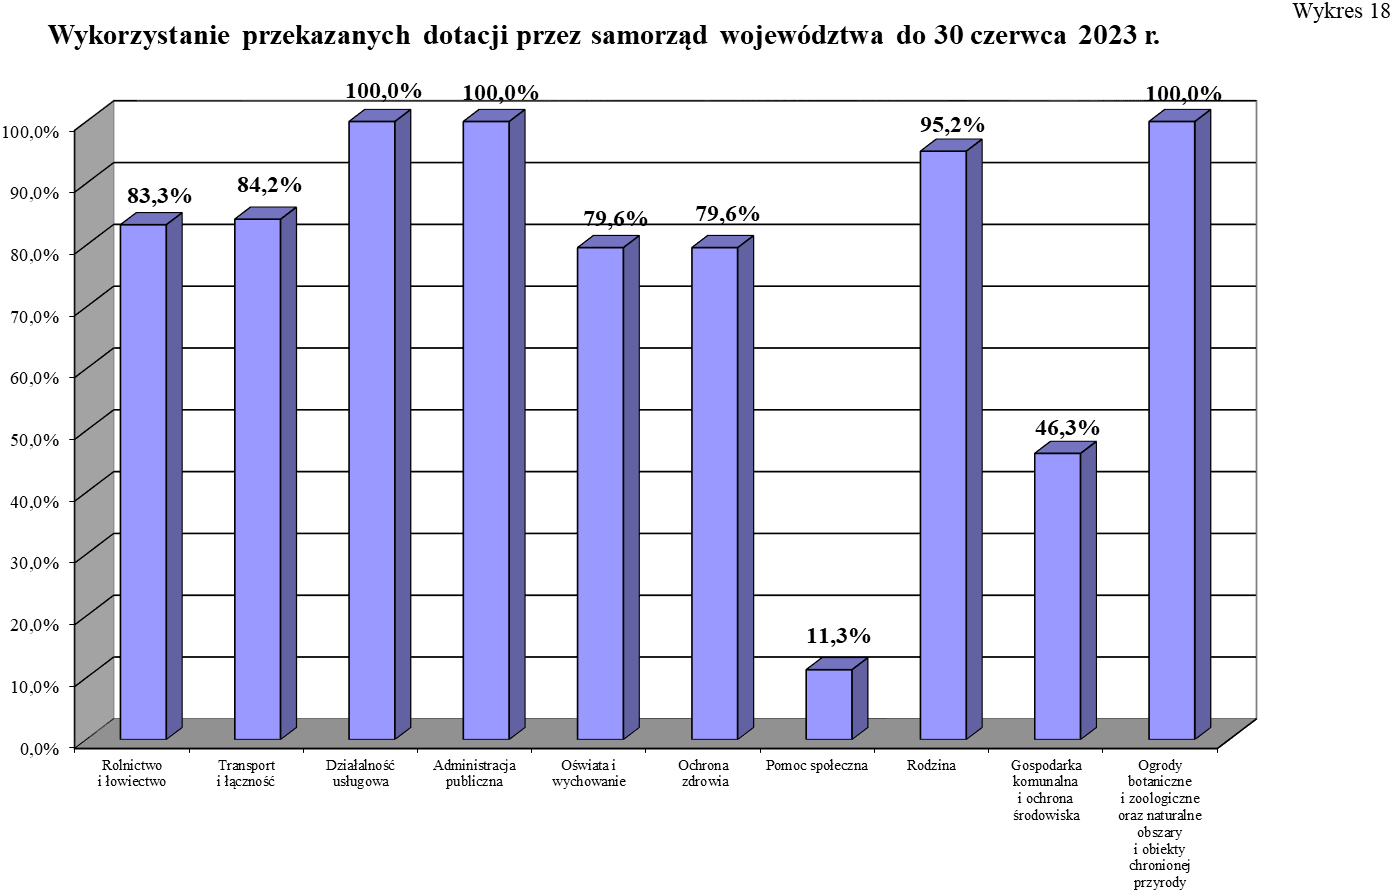 Wykres 18
Wykorzystanie przekazanych dotacji przez samorząd województwa do 30 czerwca 2023 r.
100,0%
90,0%
80,0%
70,0%
60,0%
50,0%
40,0%
30,0%
20,0%
10,0%
0,0%
83,3%
84,2%
100,0%
100,0%
79,6%
79,6%
11,3%
95,2%
46,3%
100,0%
Rolnictwo
i łowiectwo
Transport
i łączność
Działalność
usługowa
Administracja
publiczna
Oświata i
wychowanie
Ochrona
zdrowia
Pomoc społeczna
Rodzina
Gospodarka
komunalna
i ochrona
środowiska
Ogrody
botaniczne
i zoologiczne
oraz naturalne
obszary
i obiekty
chronionej
przyrody